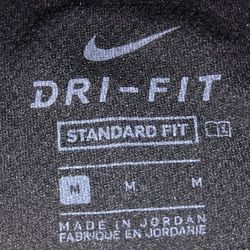 DRI-FIT
STANDARD FIT
M M M
MADE IN JORDAN
FABRIQUÉ EN JORDANIE